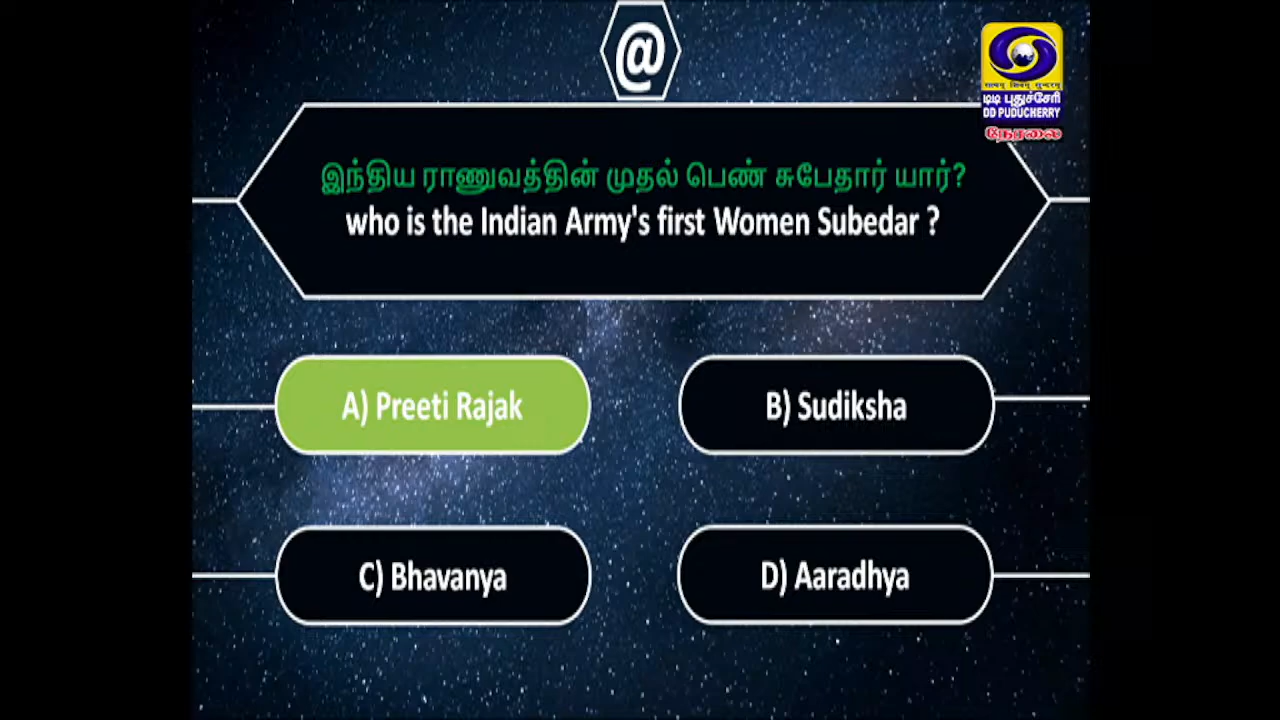 @
டிடி புதுச்சேரி
DD PUDUCHERRY
நேரலை
இந்திய ராணுவத்தின் முதல் பெண் சுபேதார் யார்?
who is the Indian Army's first Women Subedar ?
A) Preeti Rajak
B) Sudiksha
C) Bhavanya
D) Aaradhya